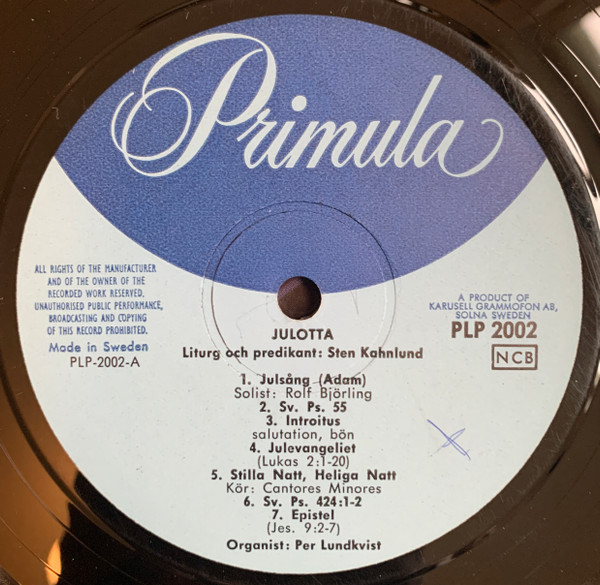 Primula
ALL RIGHTS OF THE MANUFACTURER
AND OF THE OWNER OF THE
RECORDED WORK RESERVED.
UNAUTHORISED PUBLIC PERFORMANCE,
BROADCASTING AND COPYING
OF THIS RECORD PROHIBITED.
Made in Sweden
PLP-2002-A
A PRODUCT OF
KARUSELL GRAMMOFON AB,
SOLNA SWEDEN
PLP 2002
NCB
JULOTTA
Liturg och predikant: Sten Kahnlund
1. Julsång (Adam)
Solist: Rolf Björling
2. Sv. Ps. 55
3. Introitus
salutation, bön
4. Julevangeliet
(Lukas 2:1-20)
5. Stilla Natt, Heliga Natt
Kör: Cantores Minores
6. Sv. Ps. 424:1-2
7. Epistel
(Jes. 9:2-7)
Organist: Per Lundkvist